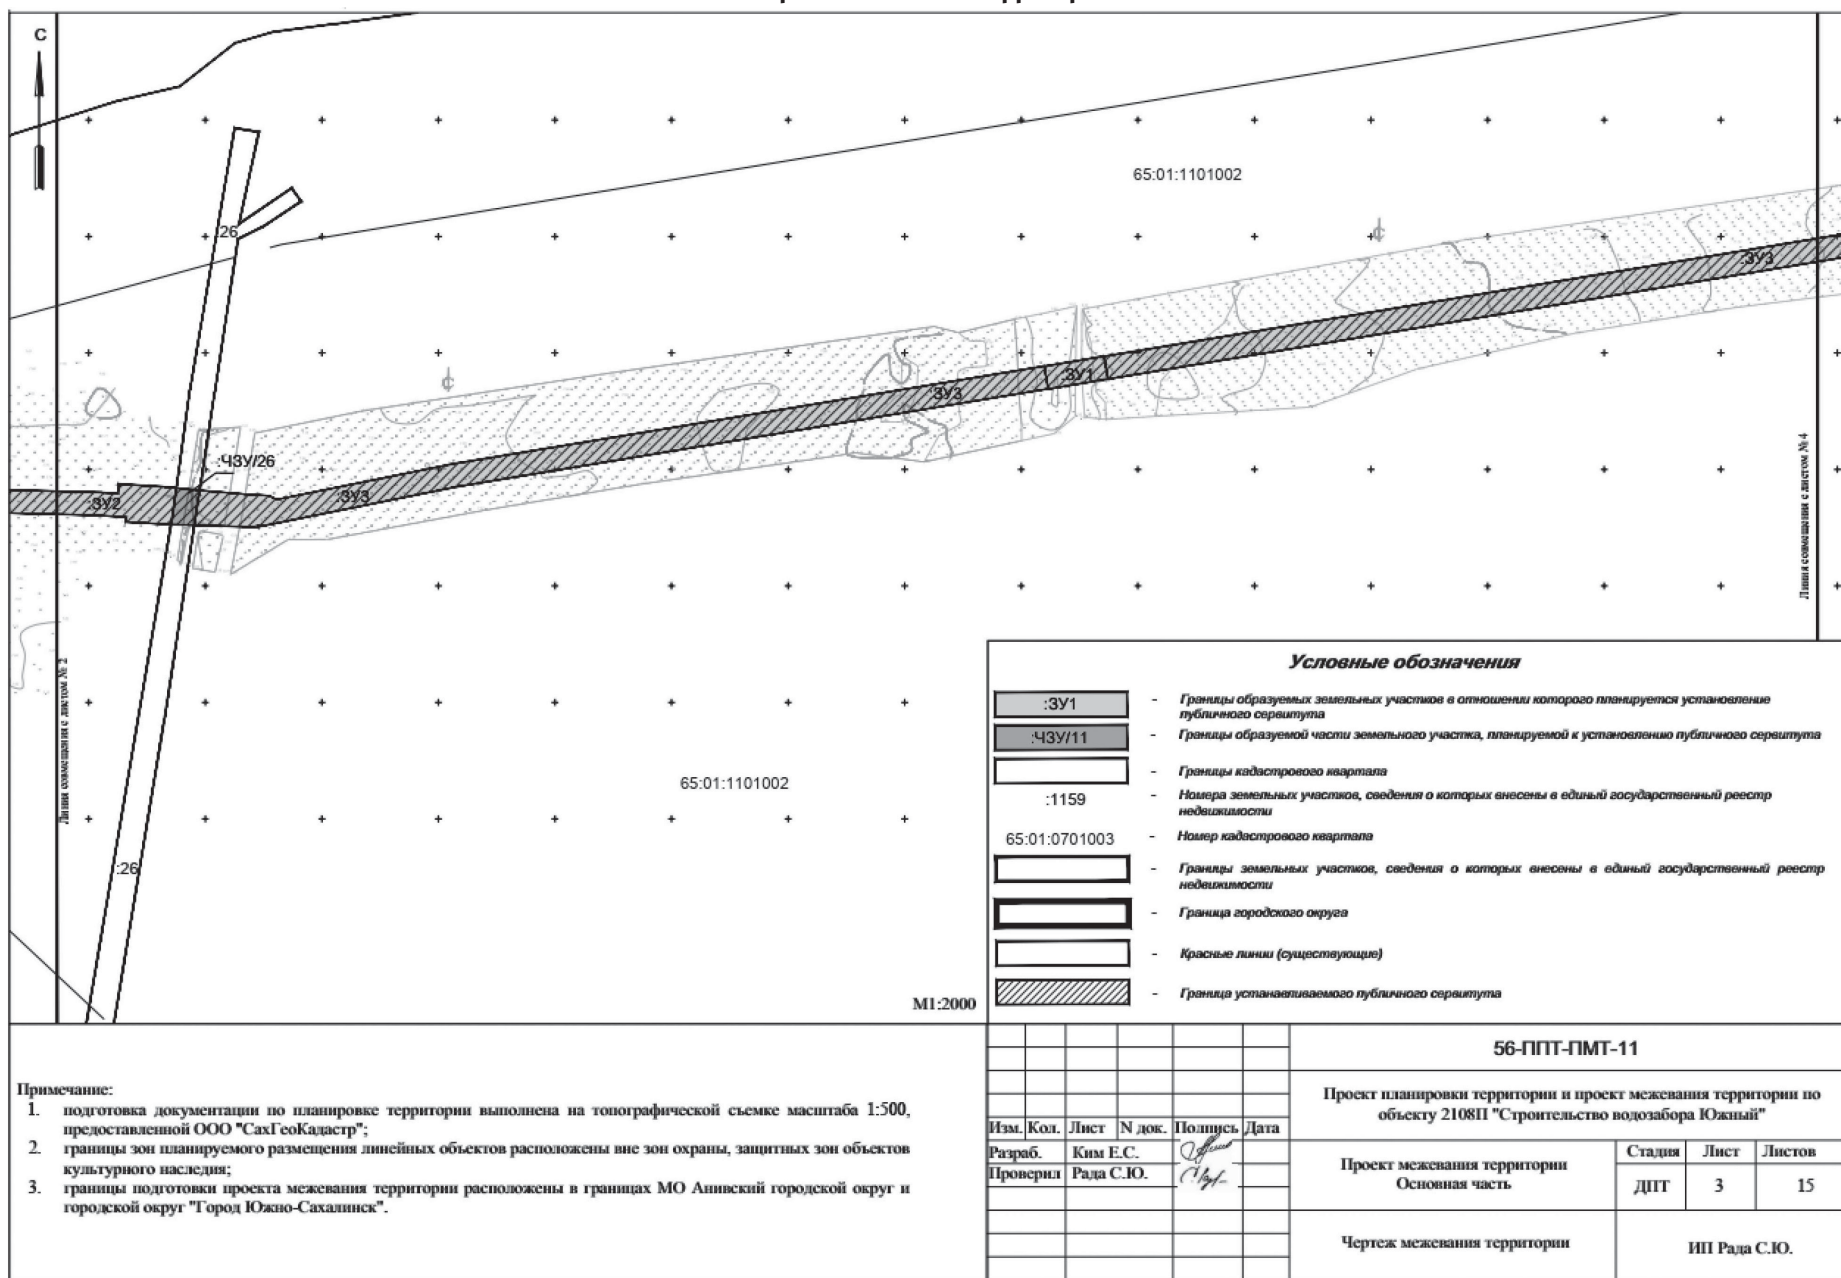 С
65:01:1101002
:26
:ЗУ3
:ЗУ1
:ЗУ3
:ЧЗУ/26
:ЗУ2
:ЗУ3
Линия совмещения с листом № 2
Линия совмещения с листом № 4
65:01:1101002
:26
М1:2000
Условные обозначения
:ЗУ1 - Границы образуемых земельных участков в отношении которого планируется установление
публичного сервитута
:ЧЗУ/11 - Границы образуемой части земельного участка, планируемой к установлению публичного сервитута
- Границы кадастрового квартала
:1159 - Номера земельных участков, сведения о которых внесены в единый государственный реестр
недвижимости
65:01:0701003 - Номер кадастрового квартала
- Границы земельных участков, сведения о которых внесены в единый государственный реестр
недвижимости
- Граница городского округа
- Красные линии (существующие)
- Граница устанавливаемого публичного сервитута
Примечание:
1. подготовка документации по планировке территории выполнена на топографической съемке масштаба 1:500,
предоставленной ООО "СахГеоКадастр";
2. границы зон планируемого размещения линейных объектов расположены вне зон охраны, защитных зон объектов
культурного наследия;
3. границы подготовки проекта межевания территории расположены в границах МО Анивский городской округ и
городской округ "Город Южно-Сахалинск".
56-ППТ-ПМТ-11
Проект планировки территории и проект межевания территории по
объекту 2108П "Строительство водозабора Южный"
Изм. Кол. Лист N док. Подпись Дата
Разраб. Ким Е.С.
Проверил Рада С.Ю.
Проект межевания территории
Основная часть
Стадия Лист Листов
ДПТ 3 15
Чертеж межевания территории
ИП Рада С.Ю.